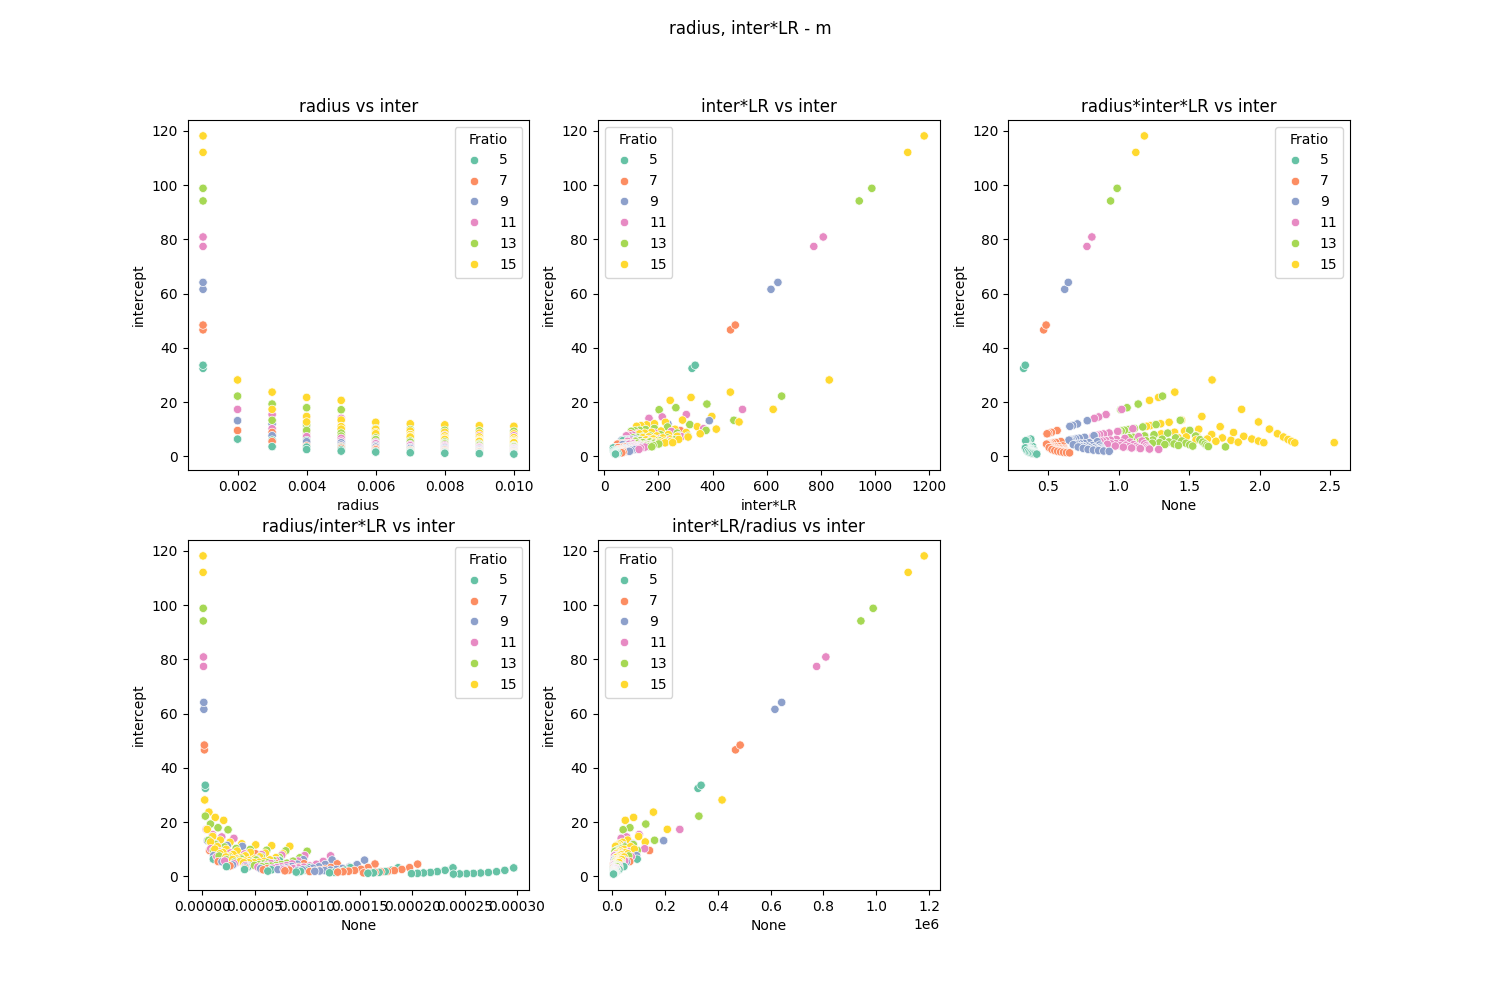 radius, inter*LR - m
radius vs inter
intercept
120
100
80
60
40
20
0
Fratio
5
7
9
11
13
15
0.002 0.004 0.006 0.008 0.010
radius
inter*LR vs inter
intercept
120
100
80
60
40
20
0
Fratio
5
7
9
11
13
15
0 200 400 600 800 1000 1200
inter*LR
radius*inter*LR vs inter
intercept
120
100
80
60
40
20
0
Fratio
5
7
9
11
13
15
0.5 1.0 1.5 2.0 2.5
None
radius/inter*LR vs inter
intercept
120
100
80
60
40
20
0
Fratio
5
7
9
11
13
15
0.00000 0.00005 0.00010 0.00015 0.00020 0.00025 0.00030
None
inter*LR/radius vs inter
intercept
120
100
80
60
40
20
0
Fratio
5
7
9
11
13
15
0.0 0.2 0.4 0.6 0.8 1.0 1.2
1e6
None